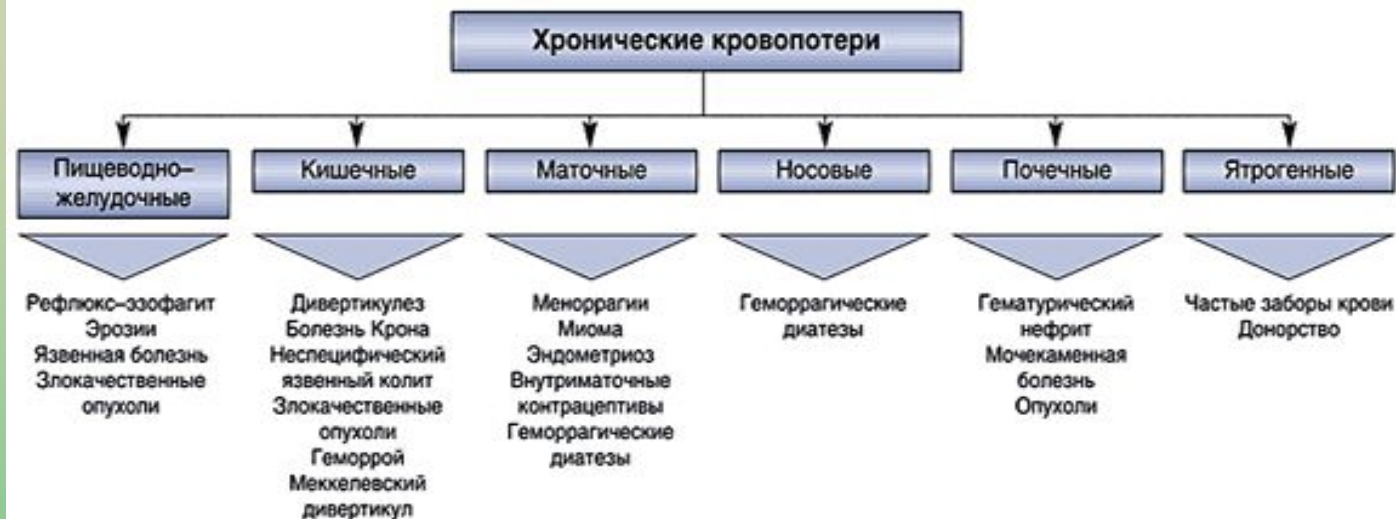 Хронические кровопотери
Пищеводно–
желудочные
Кишечные
Маточные
Носовые
Почечные
Ятрогенные
Рефлюкс–эзофагит
Эрозии
Язвенная болезнь
Злокачественные
опухоли
Дивертикулез
Болезнь Крона
Неспецифический
язвенный колит
Злокачественные
опухоли
Геморрой
Меккелевский
дивертикул
Меноррагии
Миома
Эндометриоз
Внутриматочные
контрацептивы
Геморрагические
диатезы
Геморрагические
диатезы
Гематурический
нефрит
Мочекаменная
болезнь
Опухоли
Частые заборы крови
Донорство